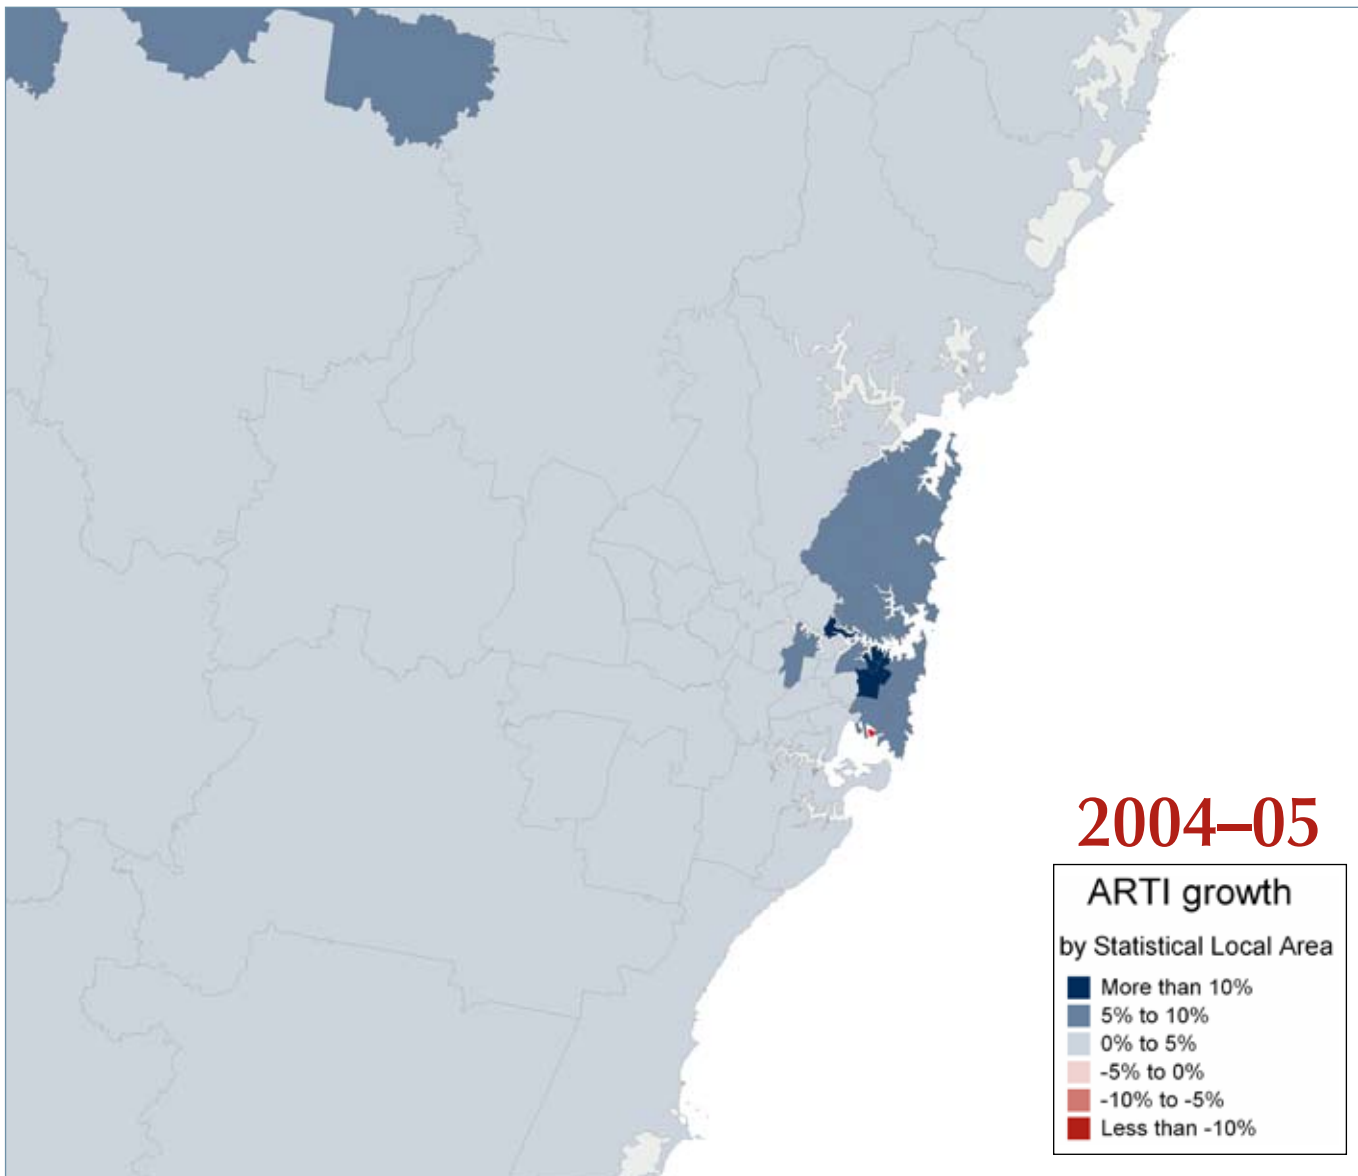 2004–05
ARTI growth
by Statistical Local Area
More than 10%
5% to 10%
0% to 5%
-5% to 0%
-10% to -5%
Less than -10%